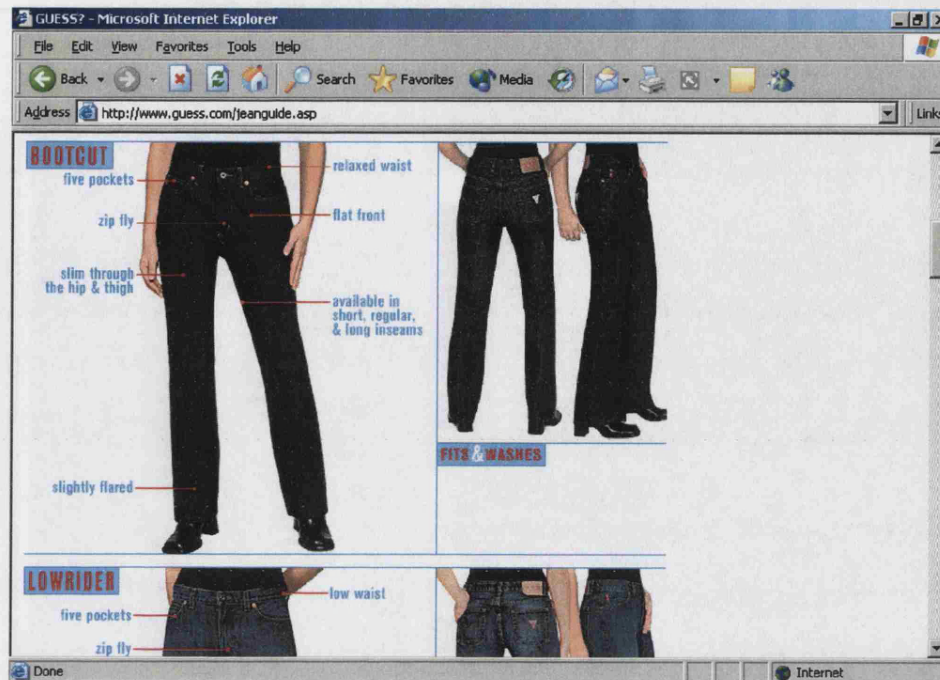 GUESS? - Microsoft Internet Explorer
File Edit View Favorites Tools Help
Back Search Favorites Media
Address http://www.guess.com/jeanguide.asp Links
BOOTCUT
five pockets
relaxed waist
zip fly
flat front
slim through
the hip & thigh
available in
short, regular,
& long inseams
slightly flared
FITS & WASHES
LOWRIDER
five pockets
low waist
zip fly
Done Internet